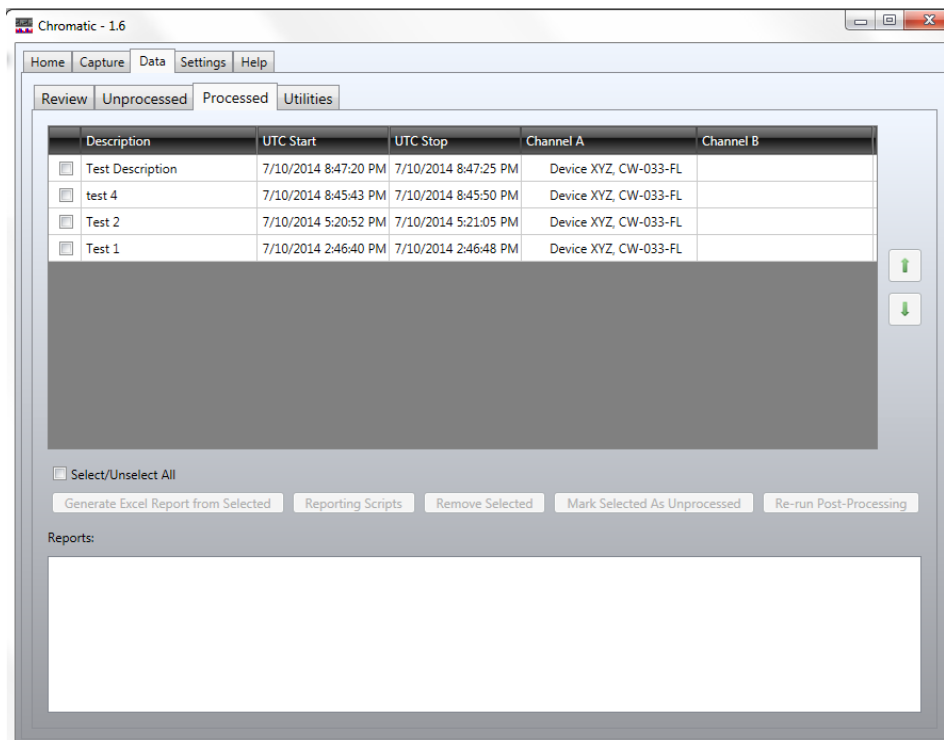 Chromatic - 1.6
Home Capture Data Settings Help
Review Unprocessed Processed Utilities
Description UTC Start UTC Stop Channel A Channel B
Test Description 7/10/2014 8:47:20 PM 7/10/2014 8:47:25 PM Device XYZ, CW-033-FL
test 4 7/10/2014 8:45:43 PM 7/10/2014 8:45:50 PM Device XYZ, CW-033-FL
Test 2 7/10/2014 5:20:52 PM 7/10/2014 5:21:05 PM Device XYZ, CW-033-FL
Test 1 7/10/2014 2:46:40 PM 7/10/2014 2:46:48 PM Device XYZ, CW-033-FL
Select/Unselect All
Generate Excel Report from Selected Reporting Scripts Remove Selected Mark Selected As Unprocessed Re-run Post-Processing
Reports: